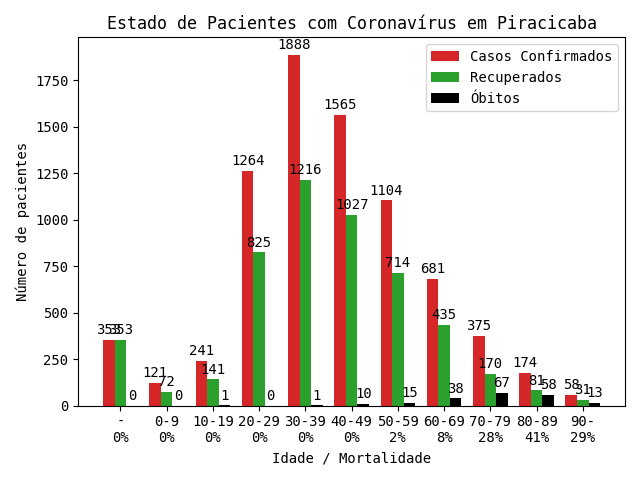 Estado de Pacientes com Coronavírus em Piracicaba
Casos Confirmados
Recuperados
Óbitos
Número de pacientes
1750
1500
1250
1000
750
500
250
0
353 353 0
121 72 0
241 141 1
1264 825 0
1888 1216 1
1565 1027 10
1104 714 15
681 435 38
375 170 67
174 81 58
58 31 13
- 0-9 10-19 20-29 30-39 40-49 50-59 60-69 70-79 80-89 90-
0% 0% 0% 0% 0% 0% 2% 8% 28% 41% 29%
Idade / Mortalidade